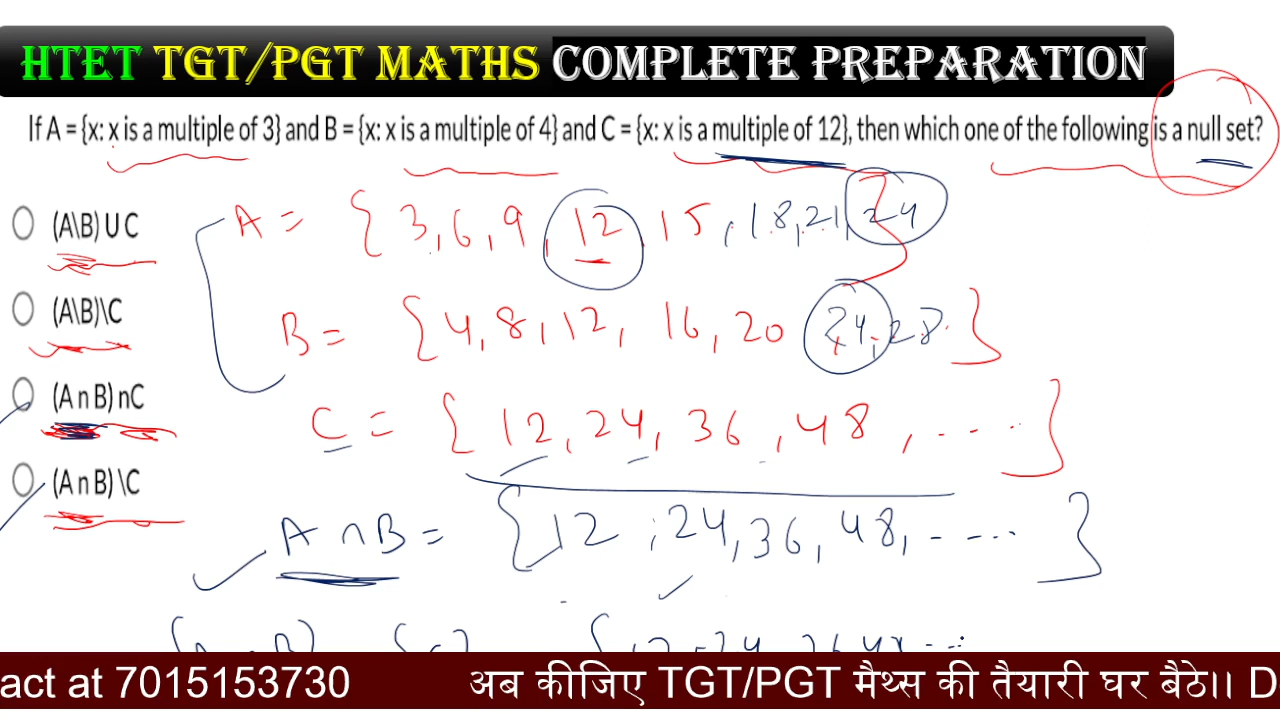 HTET TGT/PGT MATHS COMPLETE PREPARATION
If A = {x: x is a multiple of 3} and B = {x: x is a multiple of 4} and C = {x: x is a multiple of 12}, then which one of the following is a null set?
(A\B) U C
A = {3, 6, 9, 12, 15, 18, 21, 24}
(A\B)\C
B = {4, 8, 12, 16, 20 24, 28}
(A n B) nC
C = {12, 24, 36, 48, ....}
(A n B) \C
A ∩ B = {12, 24, 36, 48, ....}
act at 7015153730 अब कीजिए TGT/PGT मैथ्स की तैयारी घर बैठे।। D